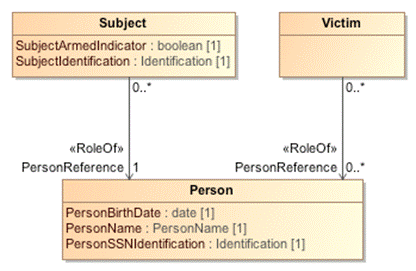 Subject
SubjectArmedIndicator : boolean [1]
SubjectIdentification : Identification [1]
Victim
0..*
0..*
«RoleOf»
«RoleOf»
PersonReference
1
PersonReference
0..*
Person
PersonBirthDate : date [1]
PersonName : PersonName [1]
PersonSSNIdentification : Identification [1]